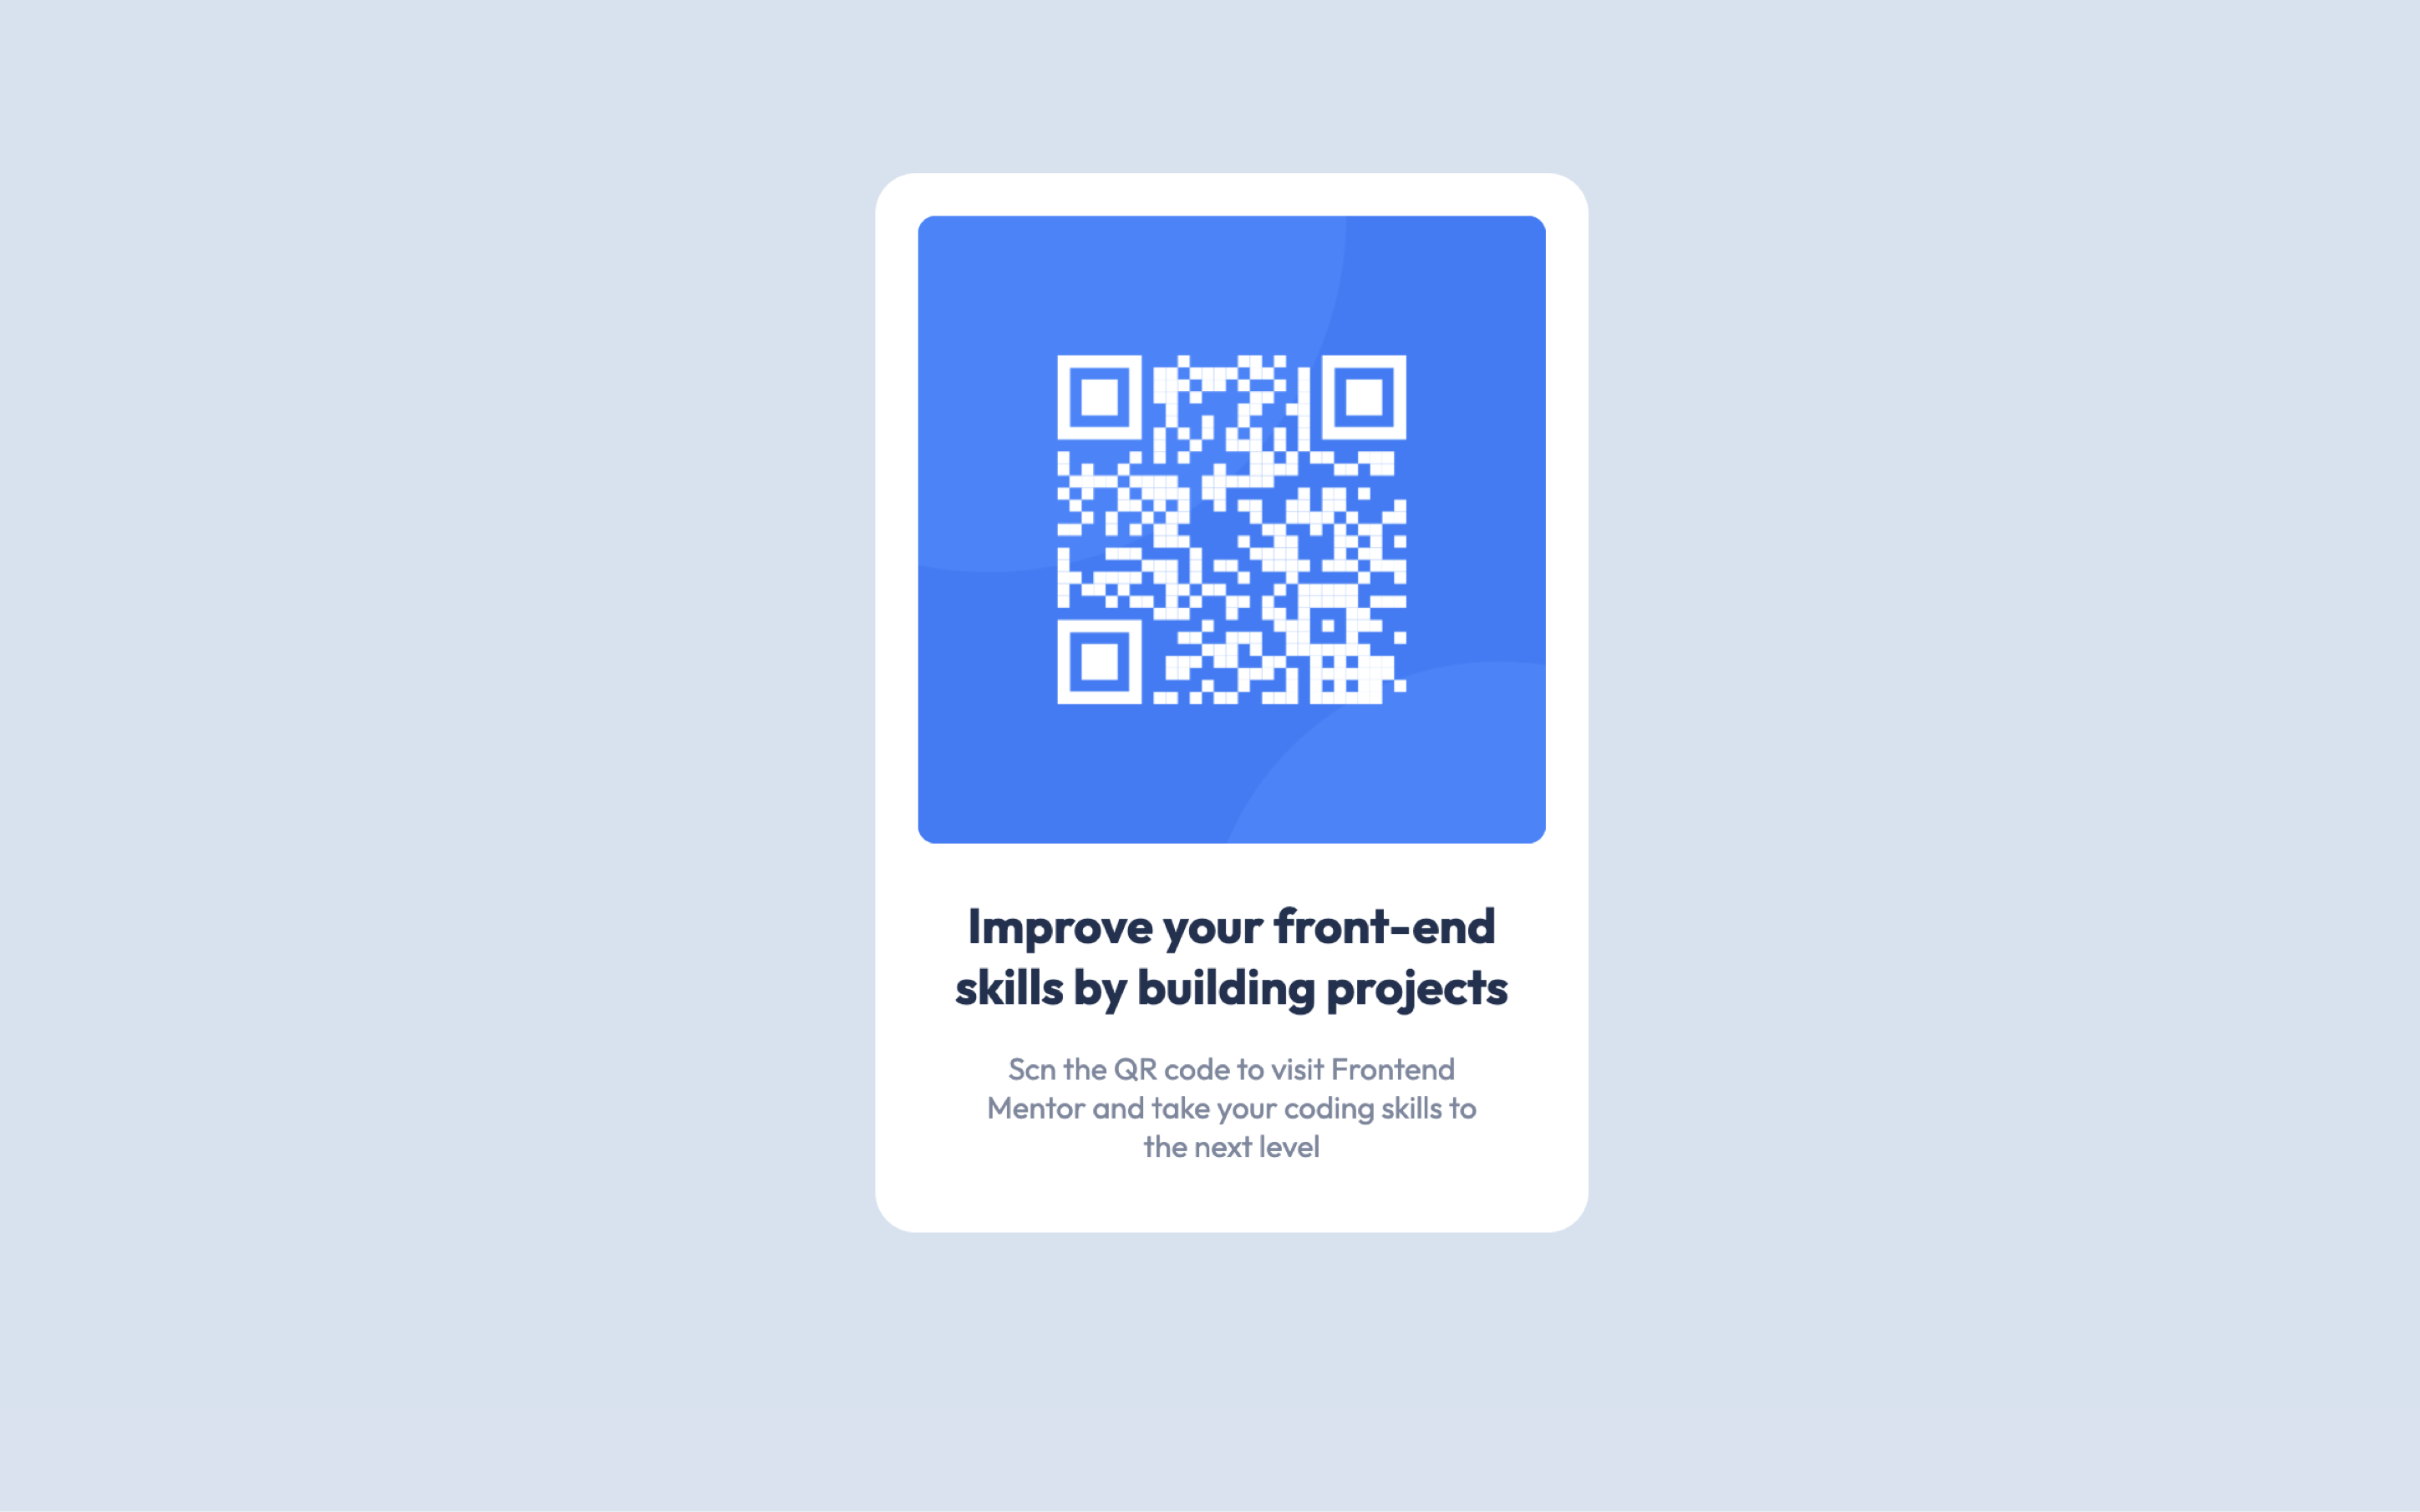 Improve your front-end
skills by building projects
Scn the QR code to visit Frontend
Mentor and take your coding skills to
the next level